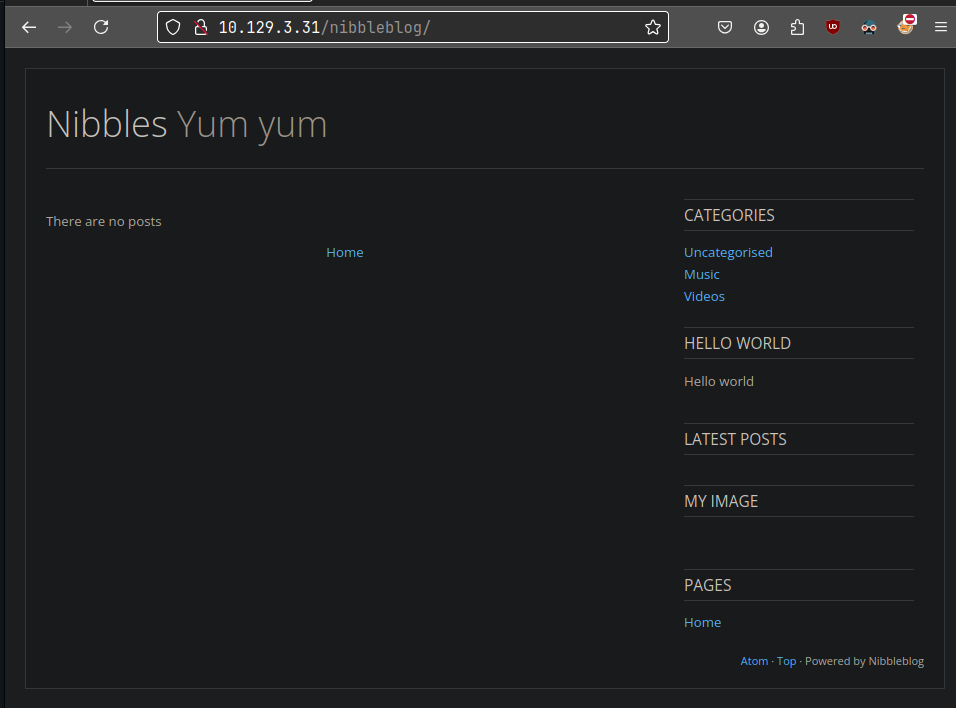 10.129.3.31/nibbleblog/
Nibbles Yum yum
There are no posts
Home
CATEGORIES
Uncategorised
Music
Videos
HELLO WORLD
Hello world
LATEST POSTS
MY IMAGE
PAGES
Home
Atom · Top · Powered by Nibbleblog